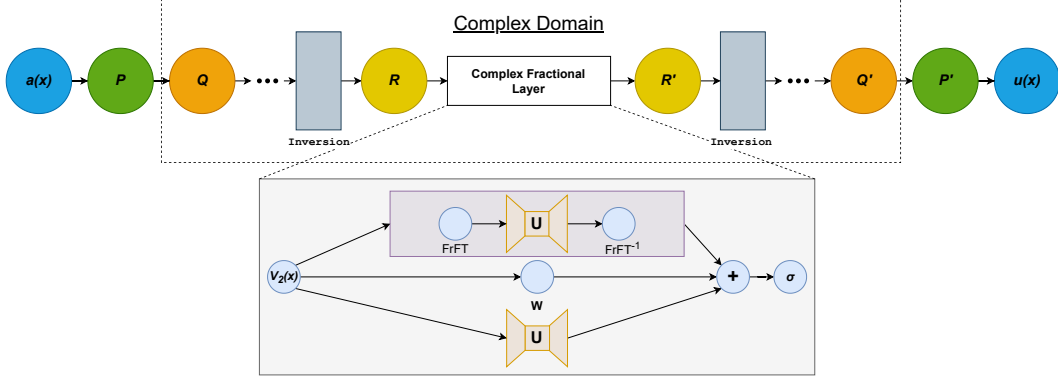 Complex Domain
a(x)
P
Q
R
Complex Fractional
Layer
R'
Q'
P'
u(x)
Inversion
Inversion
U
FrFT
FrFT⁻¹
V₂(x)
W
+
σ
U